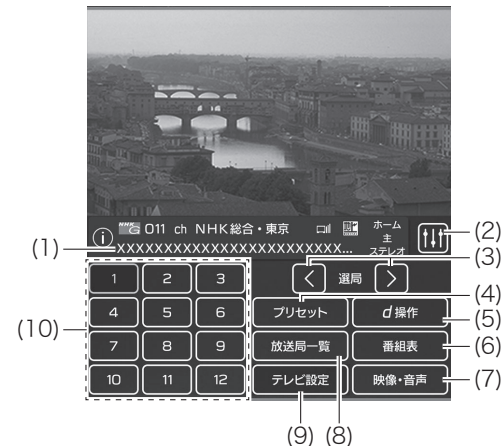 NHK G 011 ch NHK総合・東京 ホーム
主
ステレオ
XXXXXXXXXXXXXXXXXXXXXXXX...
(1)
(2)
(3)
選局
(4)
1 2 3
プリセット d操作
(5)
4 5 6
(10)
7 8 9
放送局一覧 番組表
(6)
10 11 12
テレビ設定 映像・音声
(7)
(9) (8)